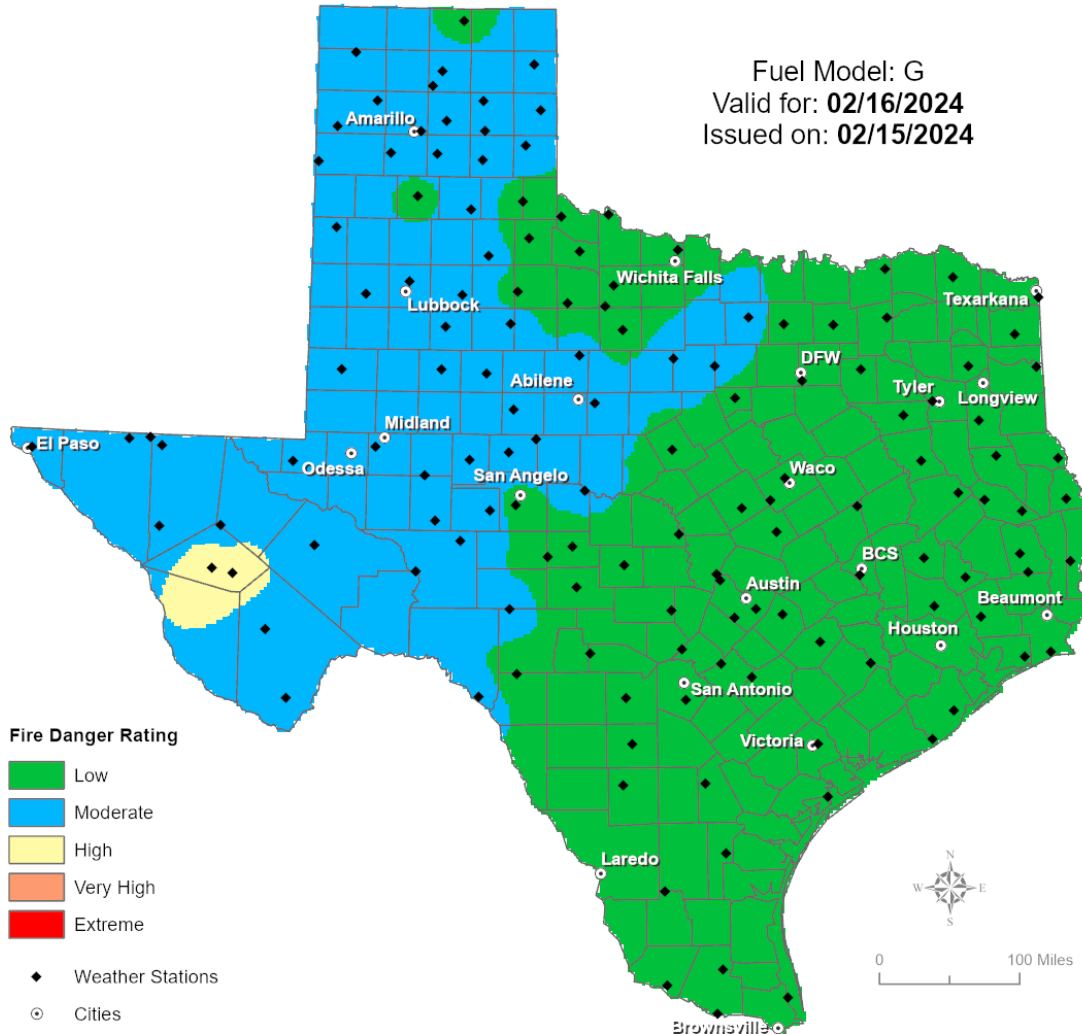 Fuel Model: G
Valid for: 02/16/2024
Issued on: 02/15/2024
Amarillo
Wichita Falls
Lubbock
Texarkana
DFW
Abilene
Tyler
Longview
Midland
El Paso
Odessa
San Angelo
Waco
BCS
Austin
Beaumont
Houston
San Antonio
Victoria
Laredo
Brownsville
Fire Danger Rating
Low
Moderate
High
Very High
Extreme
Weather Stations
Cities
N
W E
S
0 100 Miles